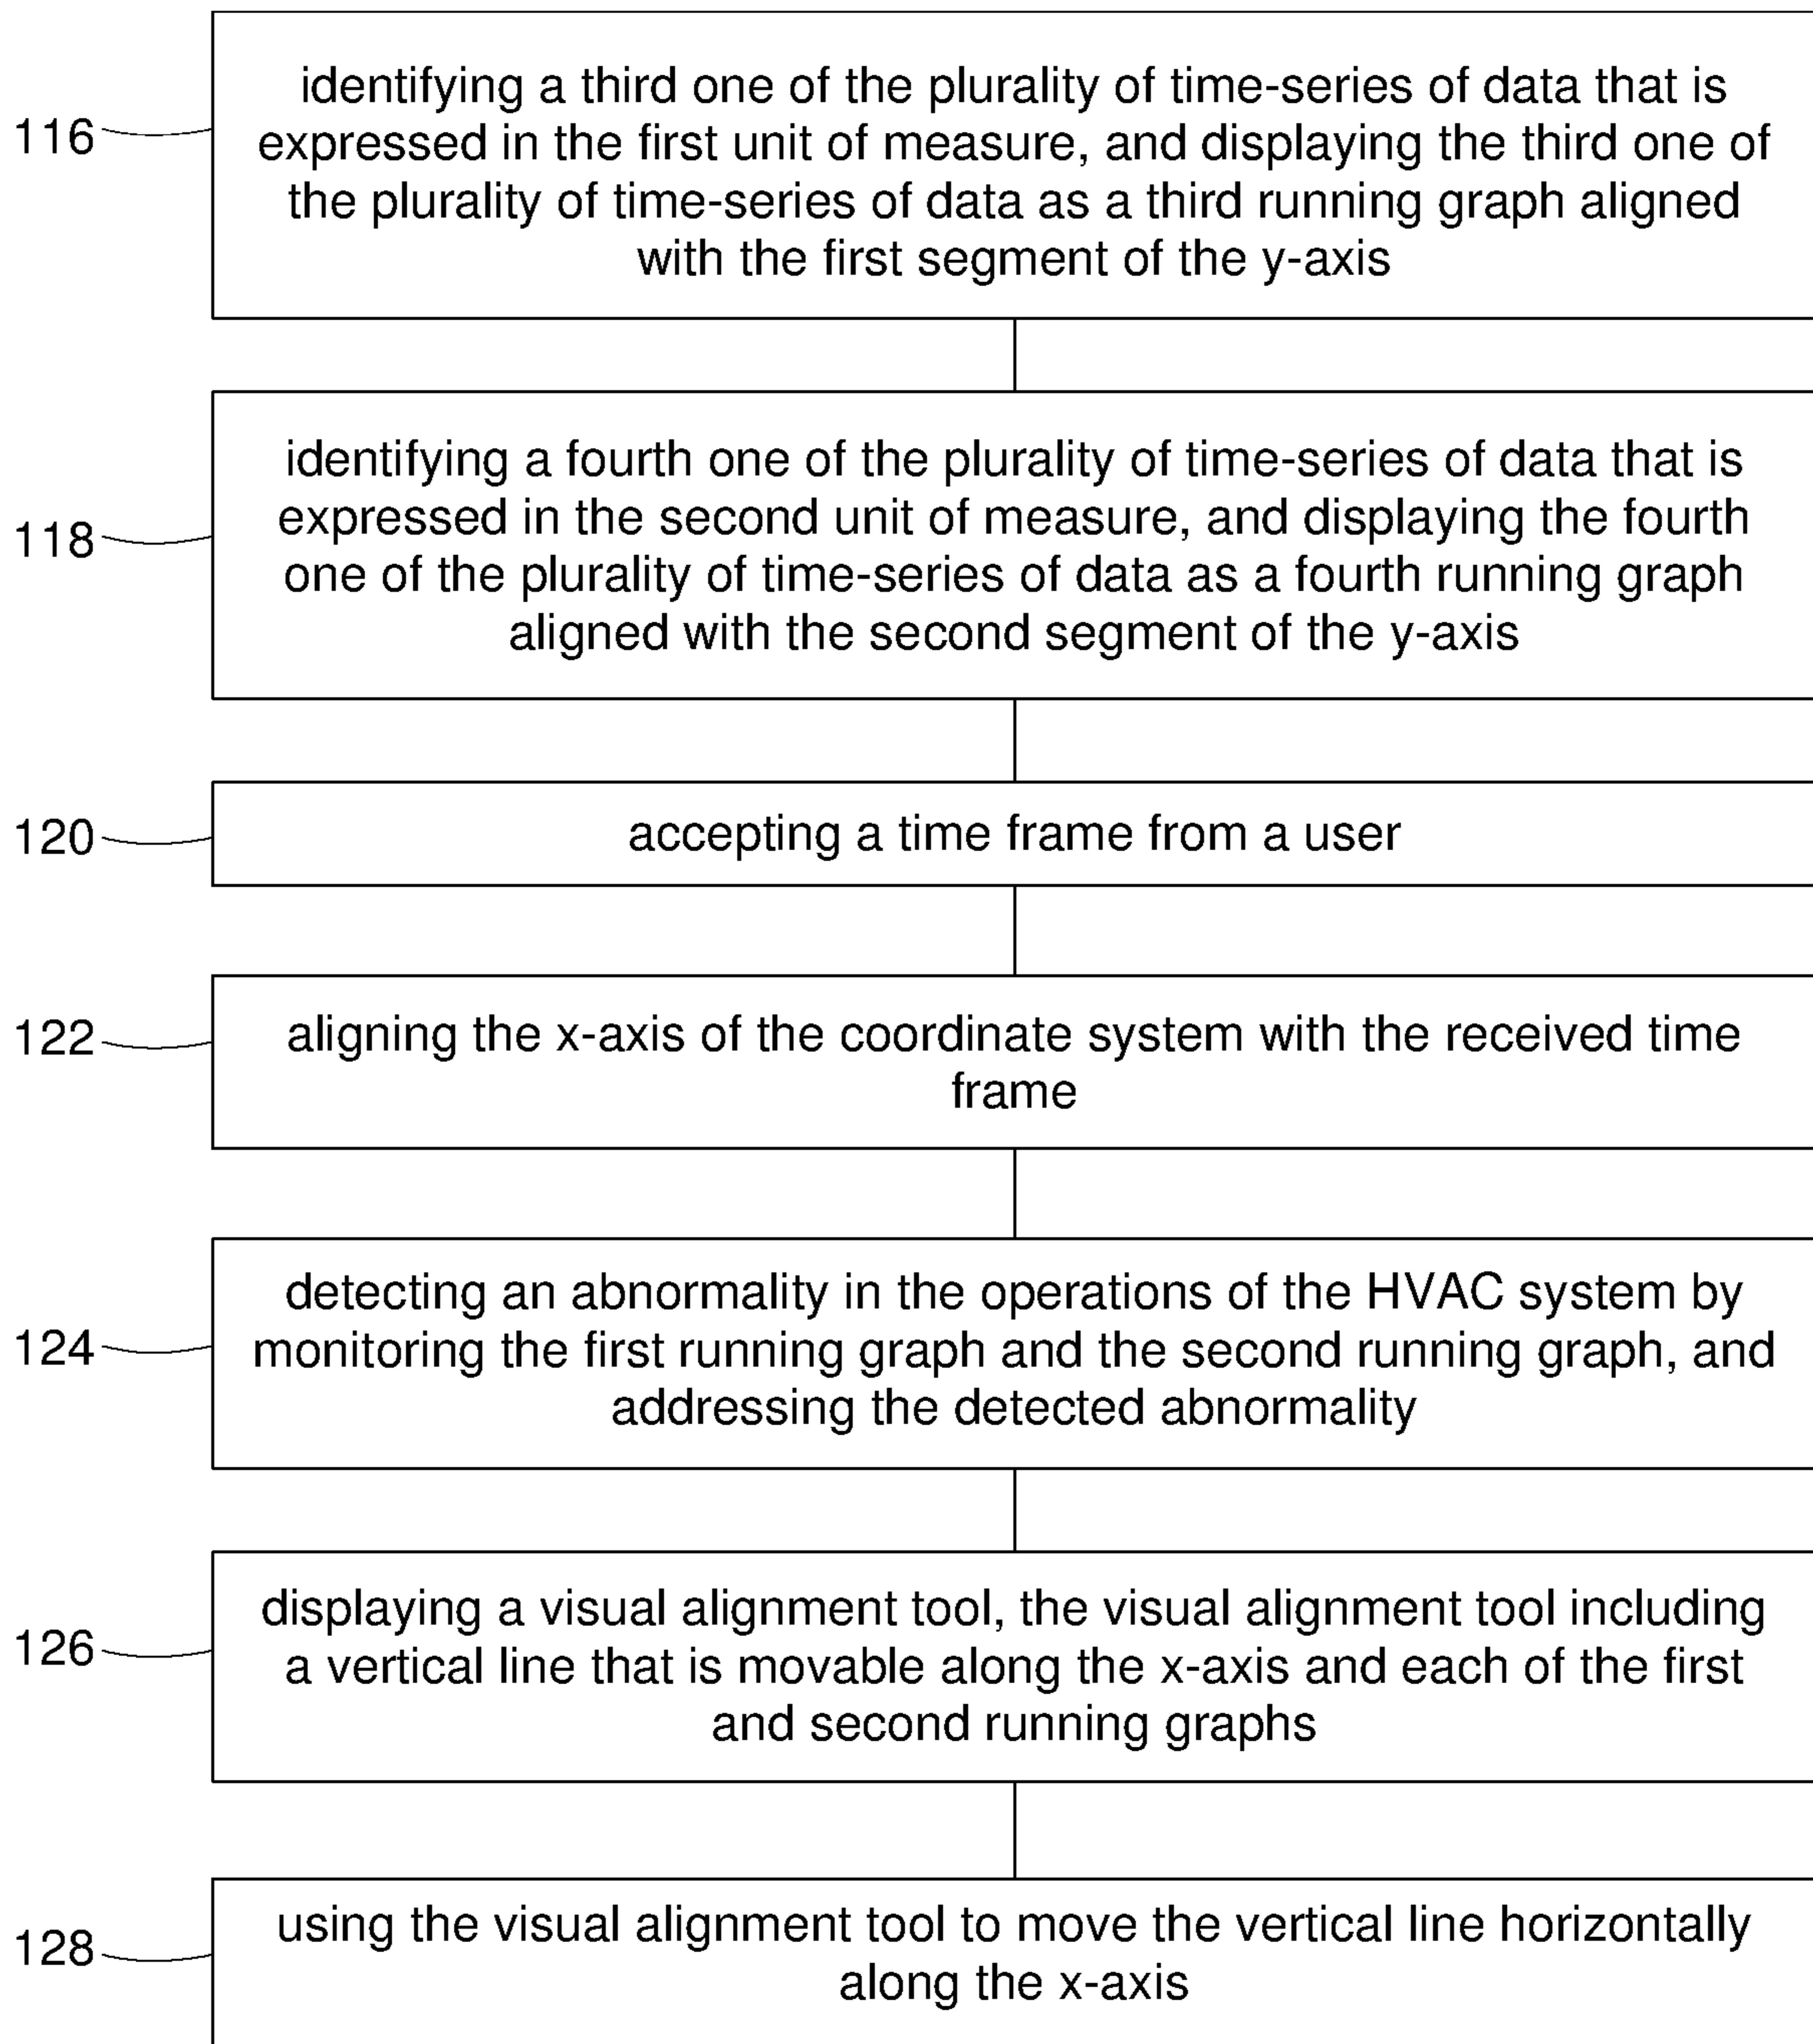 identifying a third one of the plurality of time-series of data that is
116
expressed in the first unit of measure, and displaying the third one of
the plurality of time-series of data as a third running graph aligned
with the first segment of the y-axis
identifying a fourth one of the plurality of time-series of data that is
expressed in the second unit of measure, and displaying the fourth
118
one of the plurality of time-series of data as a fourth running graph
aligned with the second segment of the y-axis
120
accepting a time frame from a user
122
aligning the x-axis of the coordinate system with the received time
frame
detecting an abnormality in the operations of the HVAC system by
124
monitoring the first running graph and the second running graph, and
addressing the detected abnormality
displaying a visual alignment tool, the visual alignment tool including
126
a vertical line that is movable along the x-axis and each of the first
and second running graphs
using the visual alignment tool to move the vertical line horizontally
128
along the x-axis